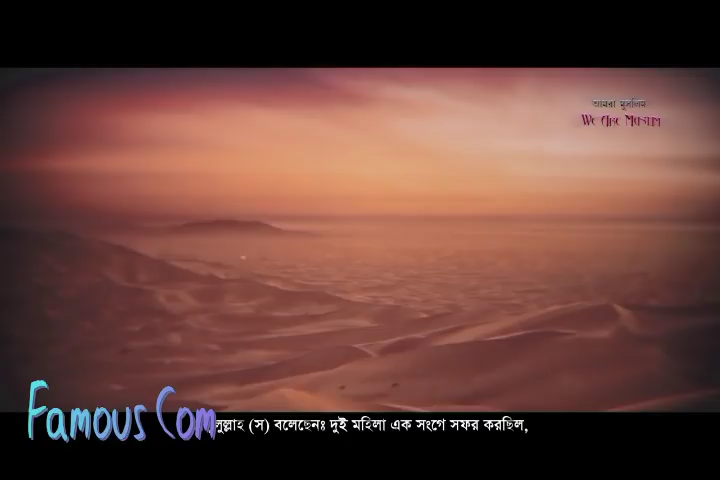 আমরা মুসলিম
We Are Muslim
Famous Com
(স) বলেছেনঃ দুই মহিলা এক সংগে সফর করছিল,